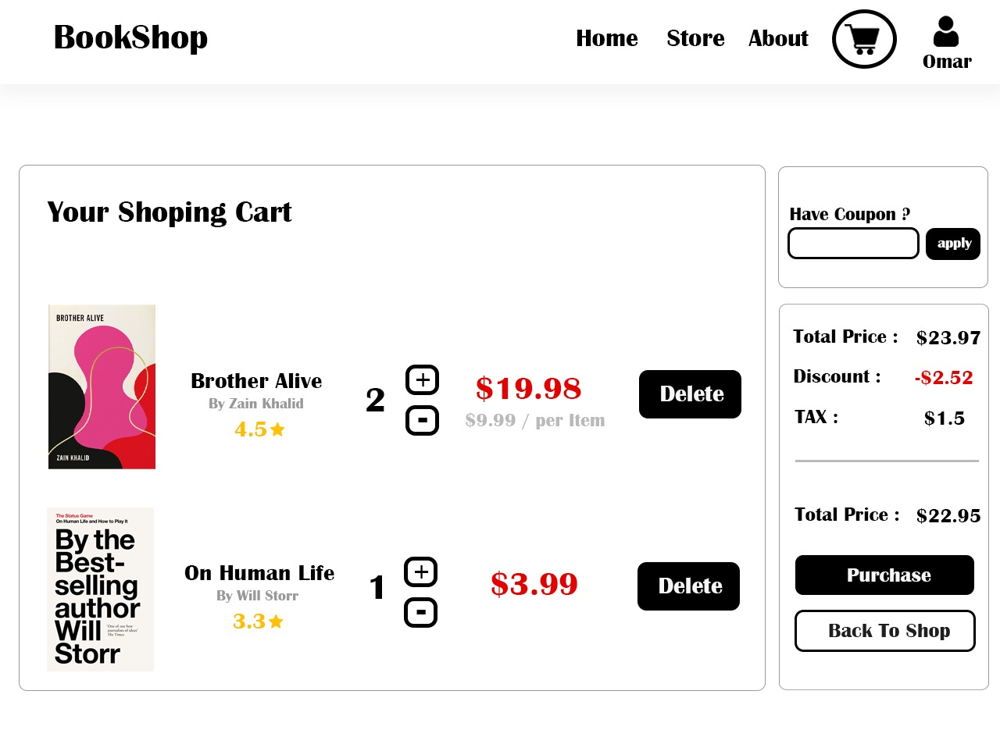 BookShop
Home Store About
Omar
Your Shoping Cart
BROTHER ALIVE
ZAIN KHALID
Brother Alive
By Zain Khalid
4.5
2
+
-
$19.98
$9.99 / per Item
Delete
The Status Game
On Human Life and How to Play It
By the
Best-
selling
author
Will
Storr
'One of our best
journalists of ideas'
The Times
On Human Life
By Will Storr
3.3
1
+
-
$3.99
Delete
Have Coupon ?
apply
Total Price : $23.97
Discount : -$2.52
TAX : $1.5
Total Price : $22.95
Purchase
Back To Shop